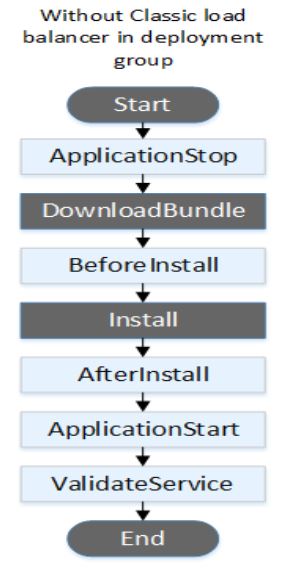 Without Classic load
balancer in deployment
group
Start
ApplicationStop
DownloadBundle
BeforeInstall
Install
AfterInstall
ApplicationStart
ValidateService
End